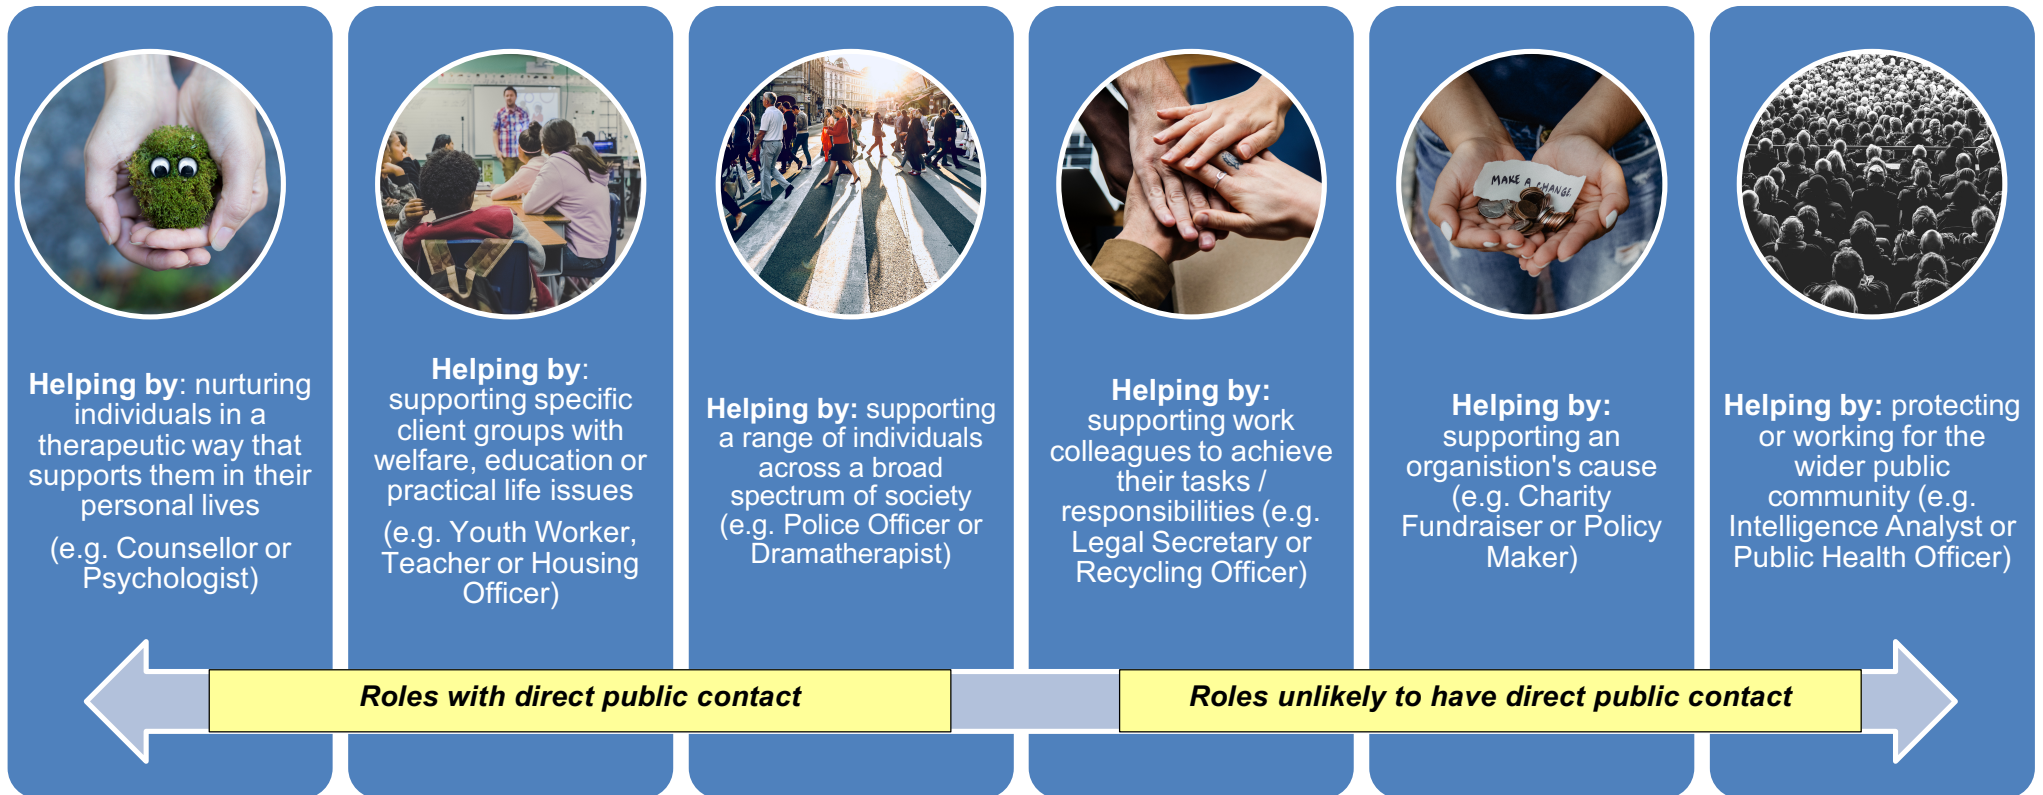 Helping by: nurturing
individuals in a
therapeutic way that
supports them in their
personal lives
(e.g. Counsellor or
Psychologist)
Helping by:
supporting specific
client groups with
welfare, education or
practical life issues
(e.g. Youth Worker,
Teacher or Housing
Officer)
Helping by: supporting
a range of individuals
across a broad
spectrum of society
(e.g. Police Officer or
Dramatherapist)
Helping by:
supporting work
colleagues to achieve
their tasks /
responsibilities (e.g.
Legal Secretary or
Recycling Officer)
MAKE A CHANGE
Helping by:
supporting an
organistion's cause
(e.g. Charity
Fundraiser or Policy
Maker)
Helping by: protecting
or working for the
wider public
community (e.g.
Intelligence Analyst or
Public Health Officer)
Roles with direct public contact
Roles unlikely to have direct public contact